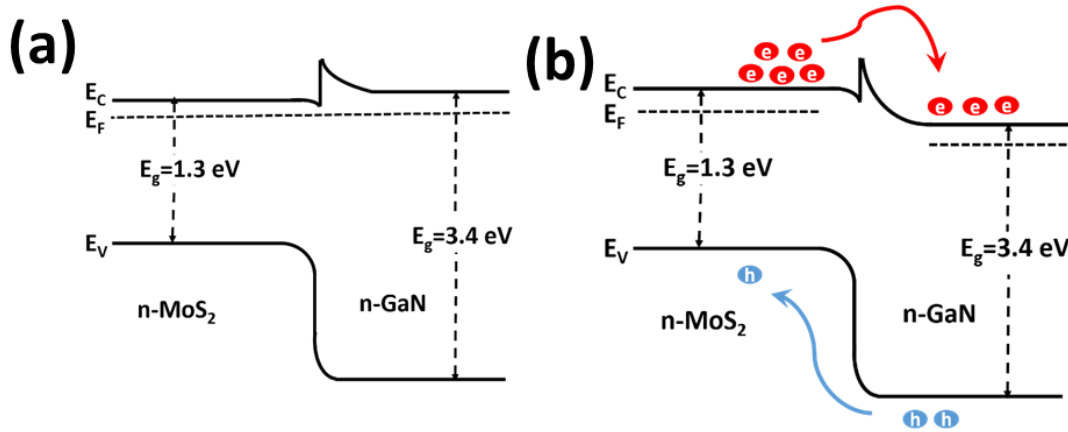 (a)
E_C
E_F
E_g=1.3 eV
E_g=3.4 eV
E_V
n-MoS₂
n-GaN
(b)
e e
e e e
e e e
E_C
E_F
E_g=1.3 eV
E_g=3.4 eV
E_V
h
n-MoS₂
n-GaN
h h